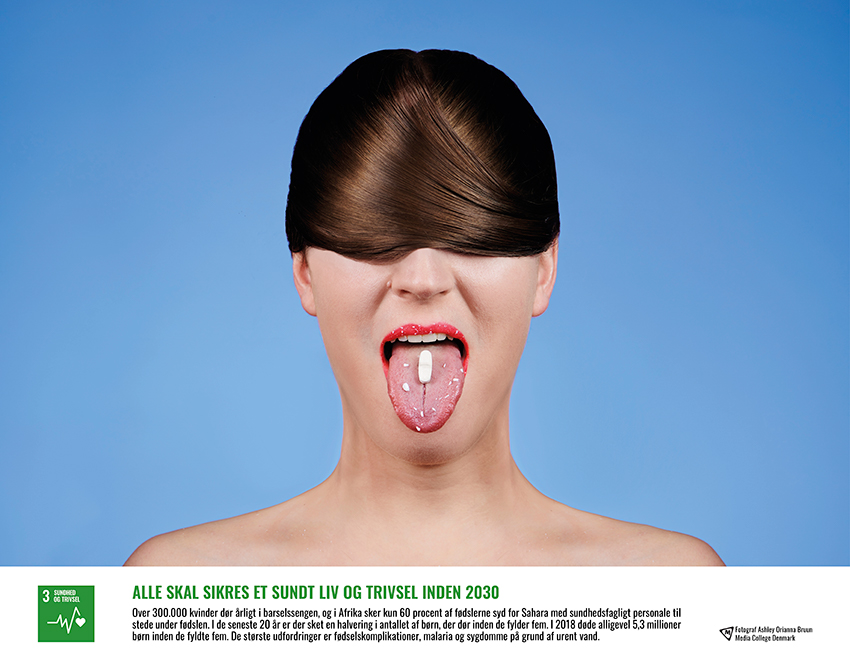 3 SUNDHED
OG TRIVSEL
ALLE SKAL SIKRES ET SUNDT LIV OG TRIVSEL INDEN 2030
Over 300.000 kvinder dør årligt i barselssengen, og i Afrika sker kun 60 procent af fødslerne syd for Sahara med sundhedsfagligt personale til
stede under fødslen. I de seneste 20 år er der sket en halvering i antallet af børn, der dør inden de fylder fem. I 2018 døde alligevel 5,3 millioner
børn inden de fyldte fem. De største udfordringer er fødselskomplikationer, malaria og sygdomme på grund af urent vand.
M
Fotograf Ashley Orianna Bruun
Media College Denmark